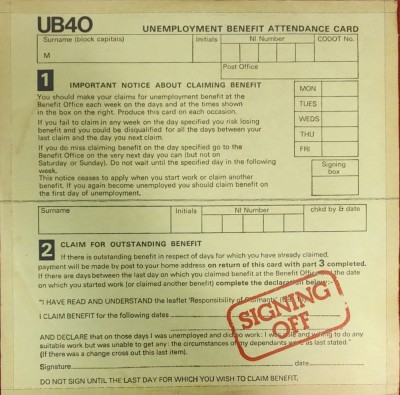 UB40 UNEMPLOYMENT BENEFIT ATTENDANCE CARD
Surname (block capitals) Initials NI Number CODOT No.
M
Post Office
1 IMPORTANT NOTICE ABOUT CLAIMING BENEFIT
You should make your claims for unemployment benefit at the
Benefit Office each week on the days and at the times shown
in the box on the right. Produce this card on each occasion.
If you fail to claim in any week on the day specified you risk losing
benefit and you could be disqualified for all the days between your
last claim and the day you next claim.
If you do miss claiming benefit on the day specified go to the
Benefit Office on the very next day you can (but not on
Saturday or Sunday). Do not wait until the specified day in the following
week.
This notice ceases to apply when you start work or claim another
benefit. If you again become unemployed you should claim benefit on
the first day of unemployment.
MON
TUES
WEDS
THU
FRI
Signing
box
Surname Initials NI Number chkd by & date
2 CLAIM FOR OUTSTANDING BENEFIT
If there is outstanding benefit in respect of days for which you have already claimed,
payment will be made by post to your home address on return of this card with part 3 completed.
If there are days between the last day on which you claimed benefit at the Benefit Office and the date
on which you started work (or claimed another benefit) complete the declaration below:-
"I HAVE READ AND UNDERSTAND the leaflet 'Responsibility of Claimants'
I CLAIM BENEFIT for the following dates
AND DECLARE that on those days I was unemployed and did no work: I was able and willing to do any
suitable work but was unable to get any: the circumstances of my dependants were as last stated."
(If there was a change cross out this last item).
Signature date
DO NOT SIGN UNTIL THE LAST DAY FOR WHICH YOU WISH TO CLAIM BENEFIT.
SIGNING
OFF